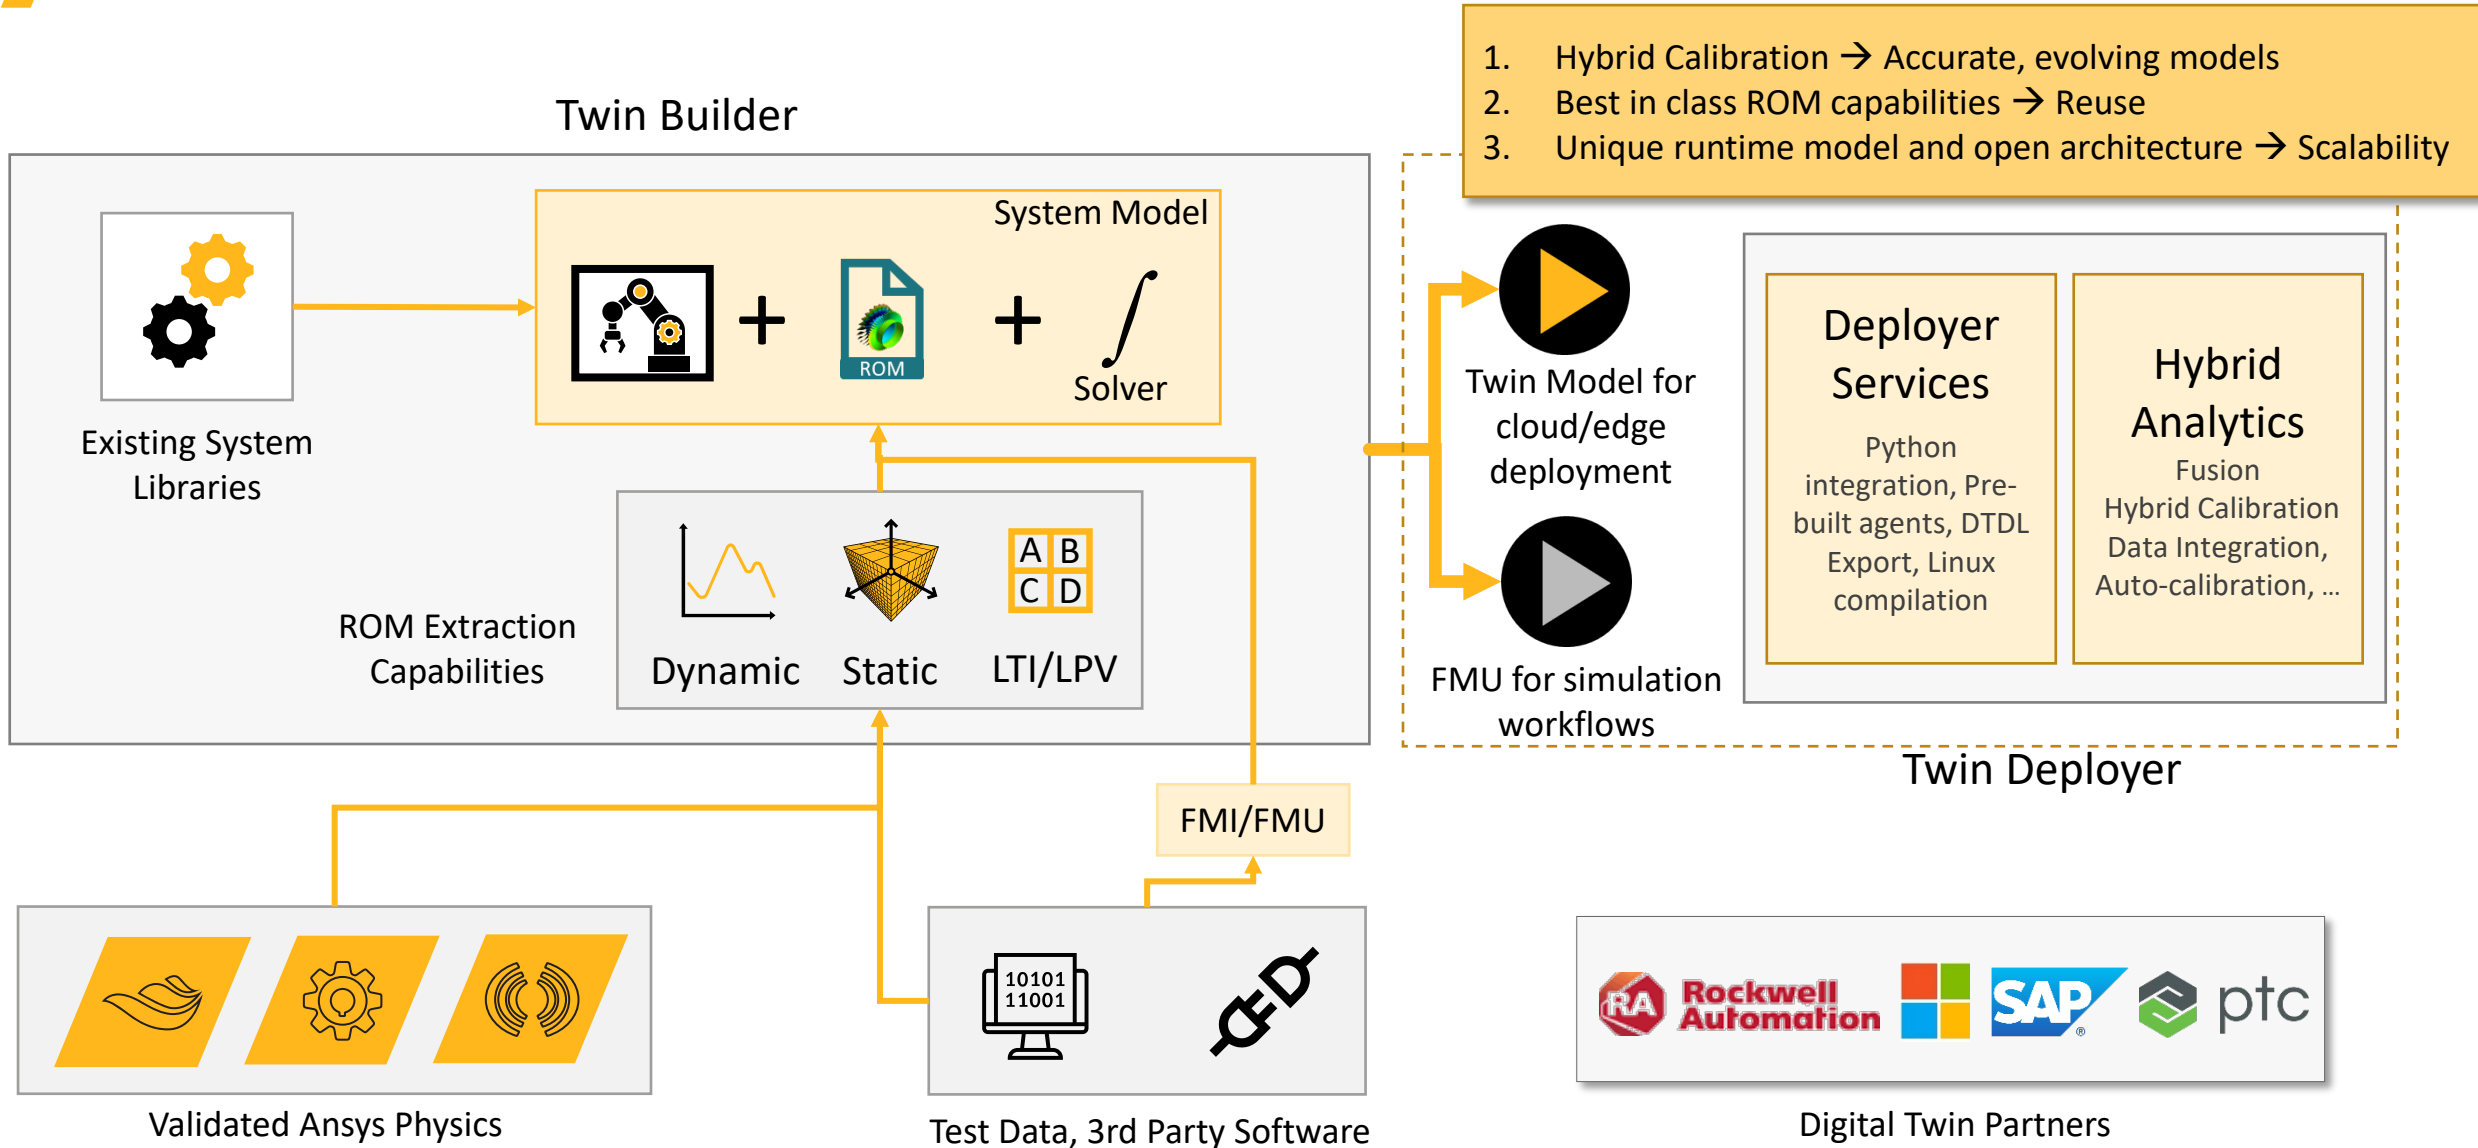 1. Hybrid Calibration → Accurate, evolving models
2. Best in class ROM capabilities → Reuse
3. Unique runtime model and open architecture → Scalability
Twin Builder
System Model
ROM
Solver
Existing System
Libraries
ROM Extraction
Capabilities
Dynamic
Static
A B
C D
LTI/LPV
Twin Model for
cloud/edge
deployment
FMU for simulation
workflows
Deployer
Services
Python
integration, Pre-
built agents, DTDL
Export, Linux
compilation
Hybrid
Analytics
Fusion
Hybrid Calibration
Data Integration,
Auto-calibration, ...
Twin Deployer
FMI/FMU
10101
11001
Validated Ansys Physics
Test Data, 3rd Party Software
RA
Rockwell
Automation
SAP®
ptc
Digital Twin Partners